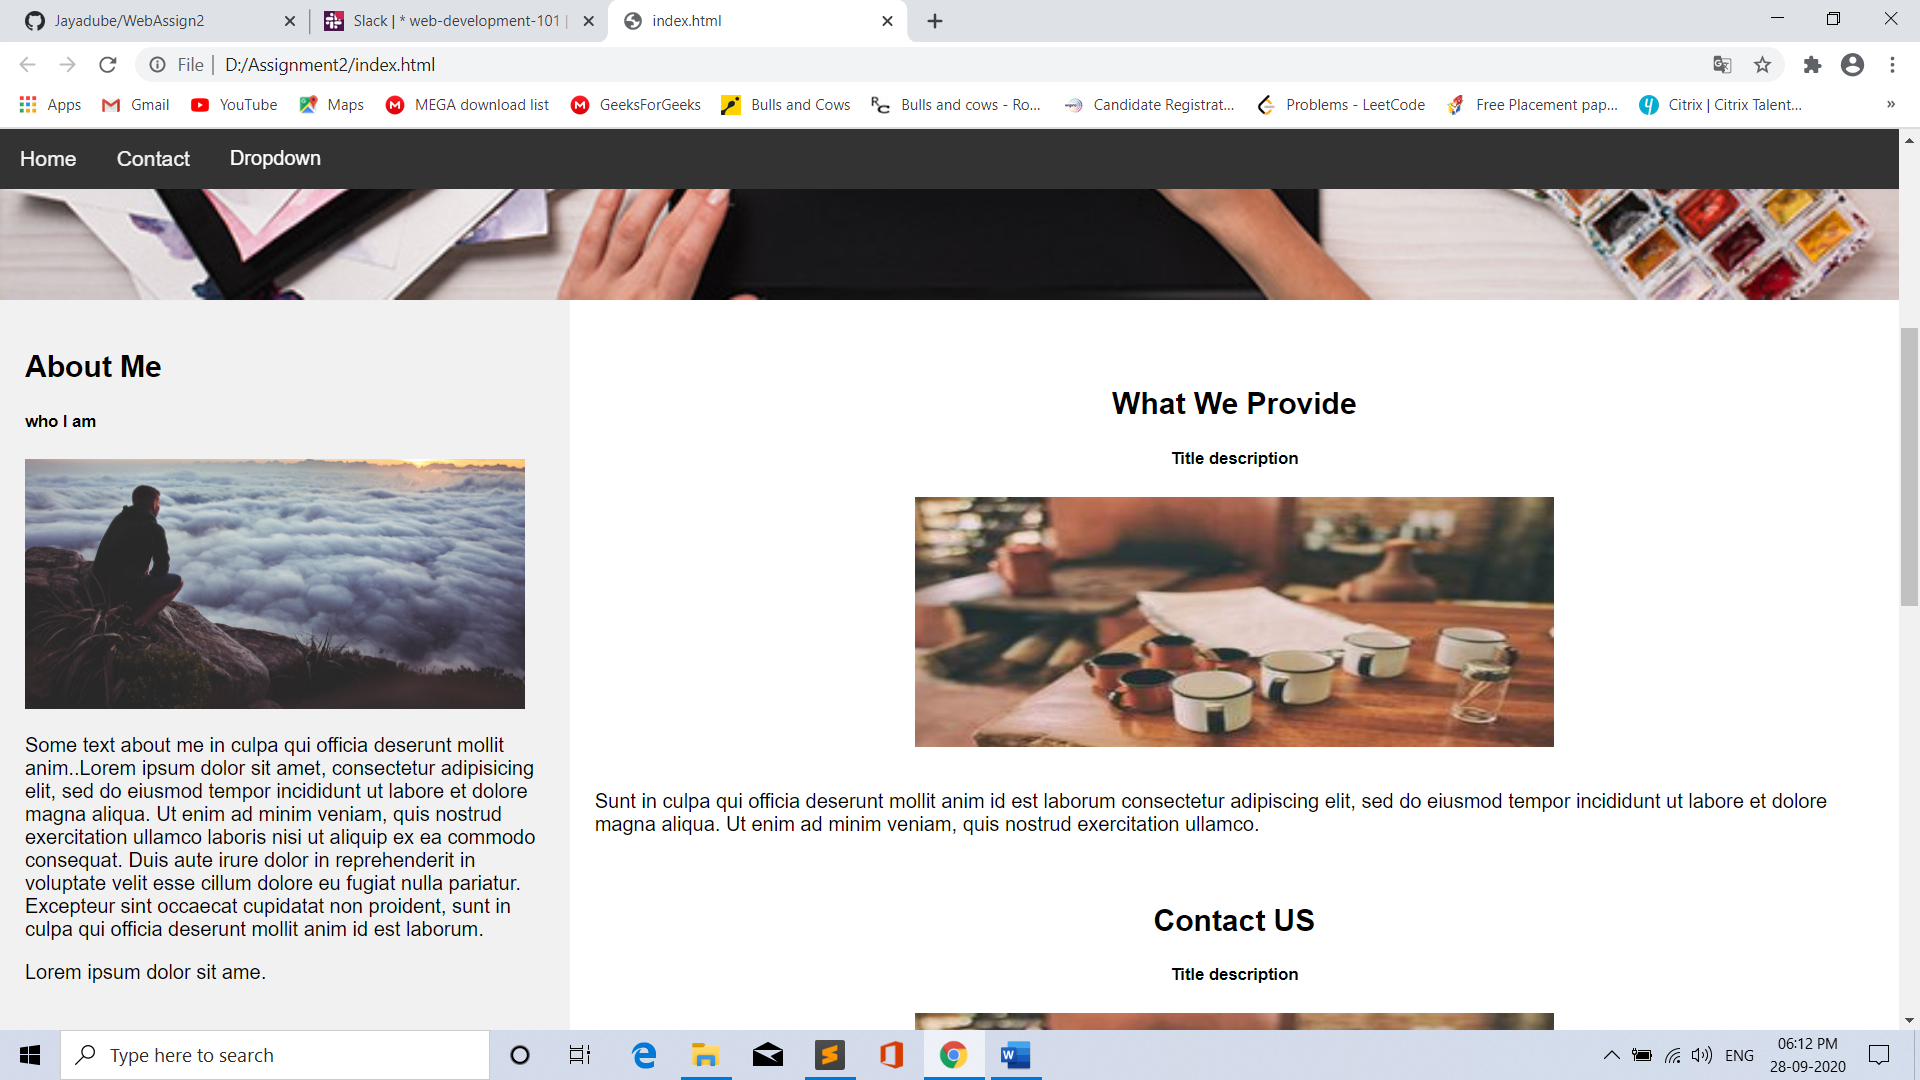 Jayadube/WebAssign2
Slack | * web-development-101 |
index.html
File | D:/Assignment2/index.html
Apps Gmail YouTube Maps MEGA download list GeeksForGeeks Bulls and Cows Bulls and cows - Ro... Candidate Registrat... Problems - LeetCode Free Placement pap... Citrix | Citrix Talent... »
Home Contact Dropdown
About Me
who I am
Some text about me in culpa qui officia deserunt mollit
anim..Lorem ipsum dolor sit amet, consectetur adipisicing
elit, sed do eiusmod tempor incididunt ut labore et dolore
magna aliqua. Ut enim ad minim veniam, quis nostrud
exercitation ullamco laboris nisi ut aliquip ex ea commodo
consequat. Duis aute irure dolor in reprehenderit in
voluptate velit esse cillum dolore eu fugiat nulla pariatur.
Excepteur sint occaecat cupidatat non proident, sunt in
culpa qui officia deserunt mollit anim id est laborum.
Lorem ipsum dolor sit ame.
What We Provide
Title description
Sunt in culpa qui officia deserunt mollit anim id est laborum consectetur adipiscing elit, sed do eiusmod tempor incididunt ut labore et dolore
magna aliqua. Ut enim ad minim veniam, quis nostrud exercitation ullamco.
Contact US
Title description
Type here to search
ENG
06:12 PM
28-09-2020